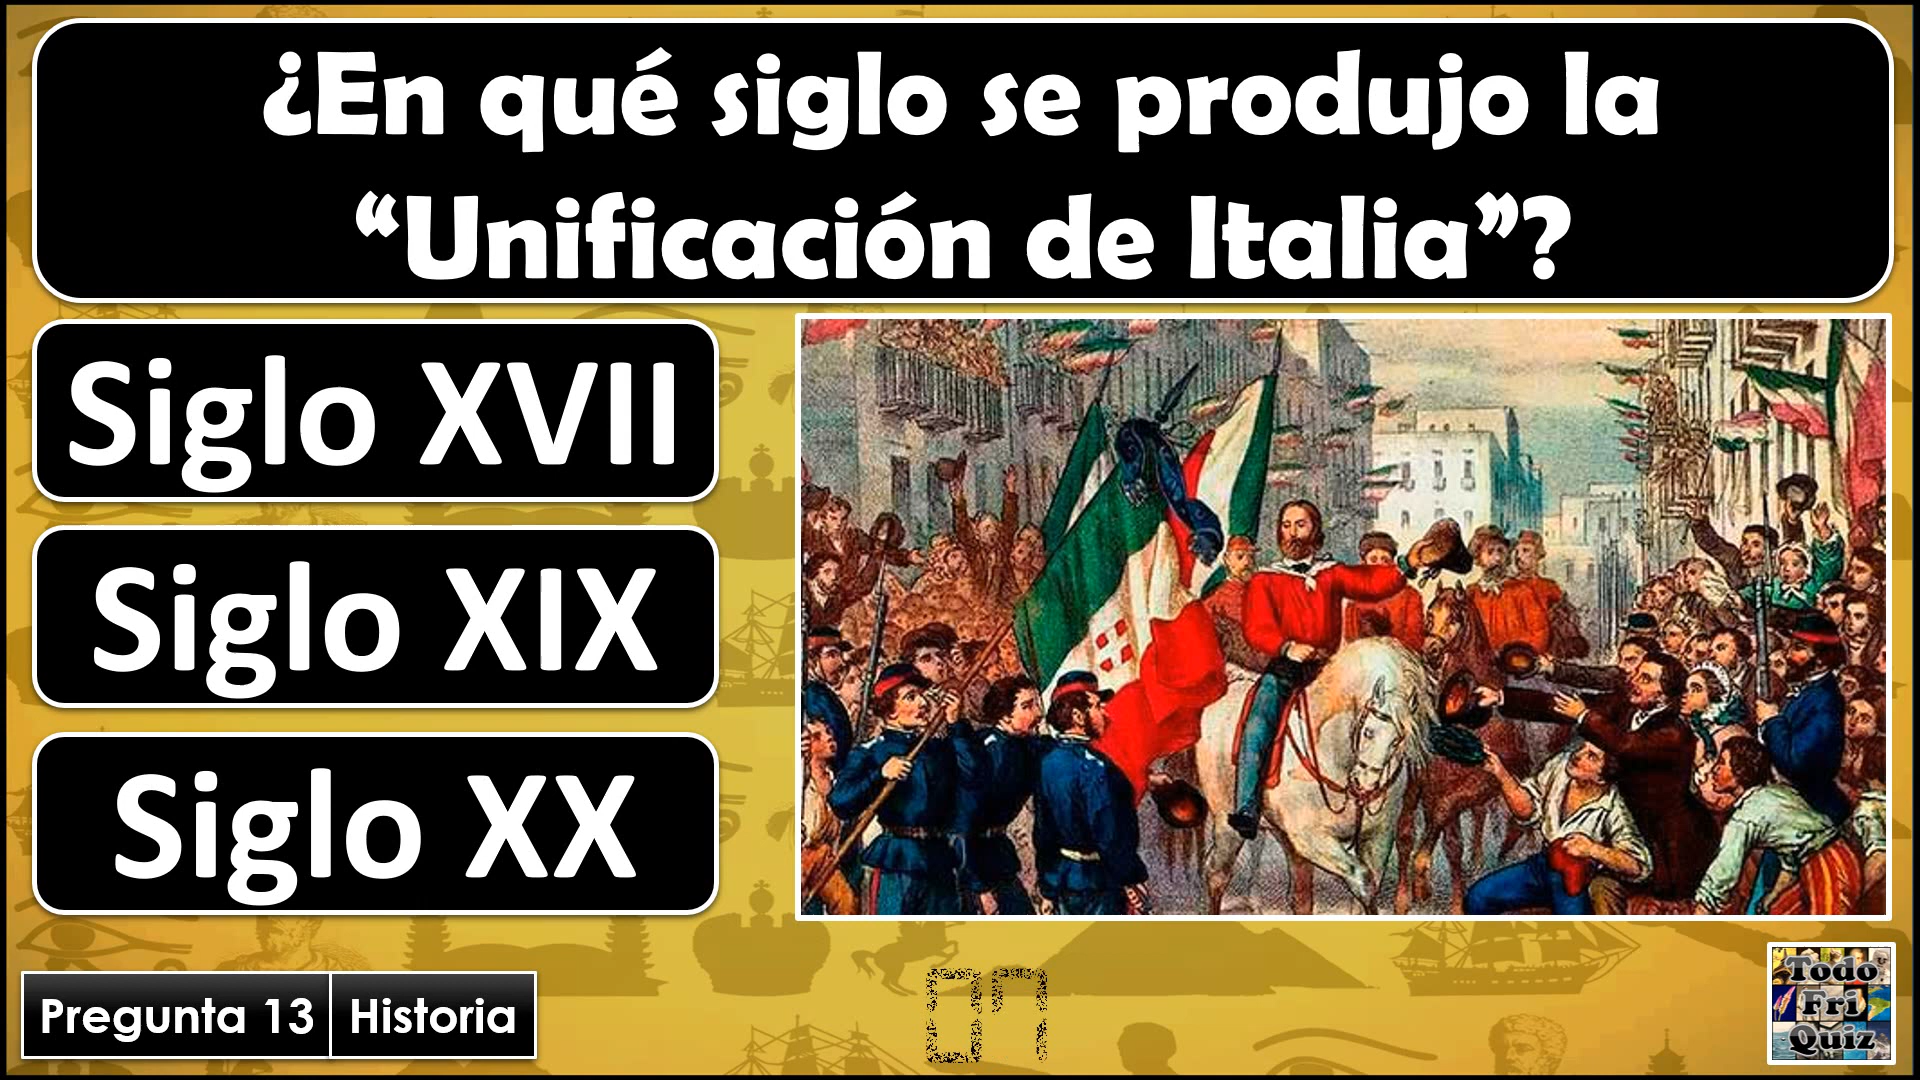 ¿En qué siglo se produjo la
“Unificación de Italia”?
Siglo XVII
Siglo XIX
Siglo XX
Pregunta 13
Historia
07
Todo
Fri
Quiz